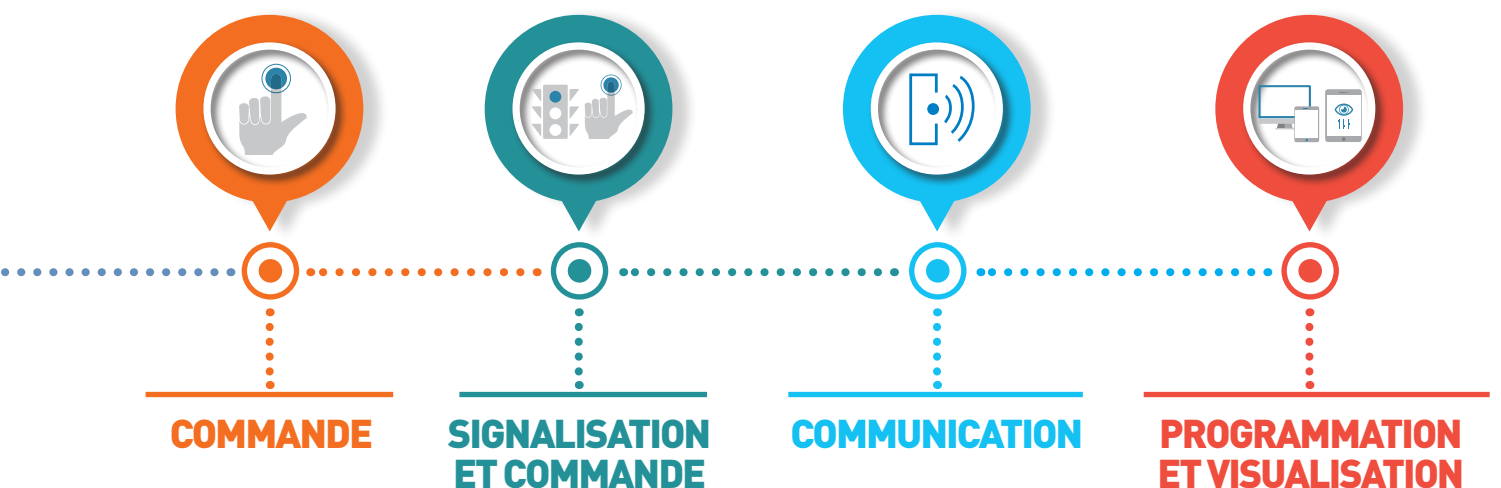 COMMANDE
SIGNALISATION
ET COMMANDE
COMMUNICATION
PROGRAMMATION
ET VISUALISATION